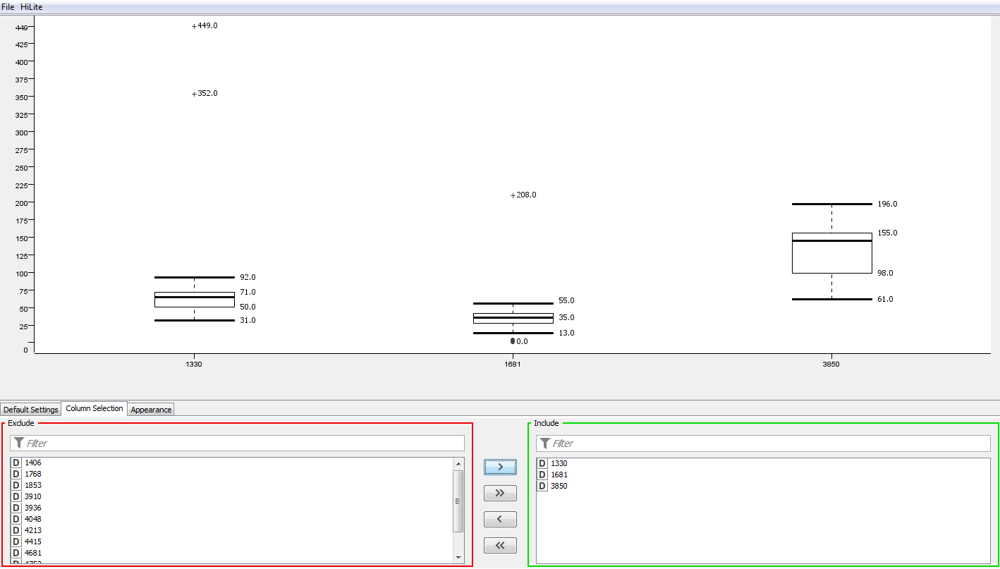 File HiLite
449
425
400
375
350
325
300
275
250
225
200
175
150
125
100
75
50
25
0
449.0
352.0
92.0
71.0
50.0
31.0
208.0
55.0
35.0
13.0
0.0
196.0
155.0
98.0
61.0
1330 1681 3850
Default Settings Column Selection Appearance
Exclude
Filter
D 1406
D 1768
D 1853
D 3910
D 3936
D 4048
D 4213
D 4415
D 4681
> 
>>
<
<<
Include
Filter
D 1330
D 1681
D 3850